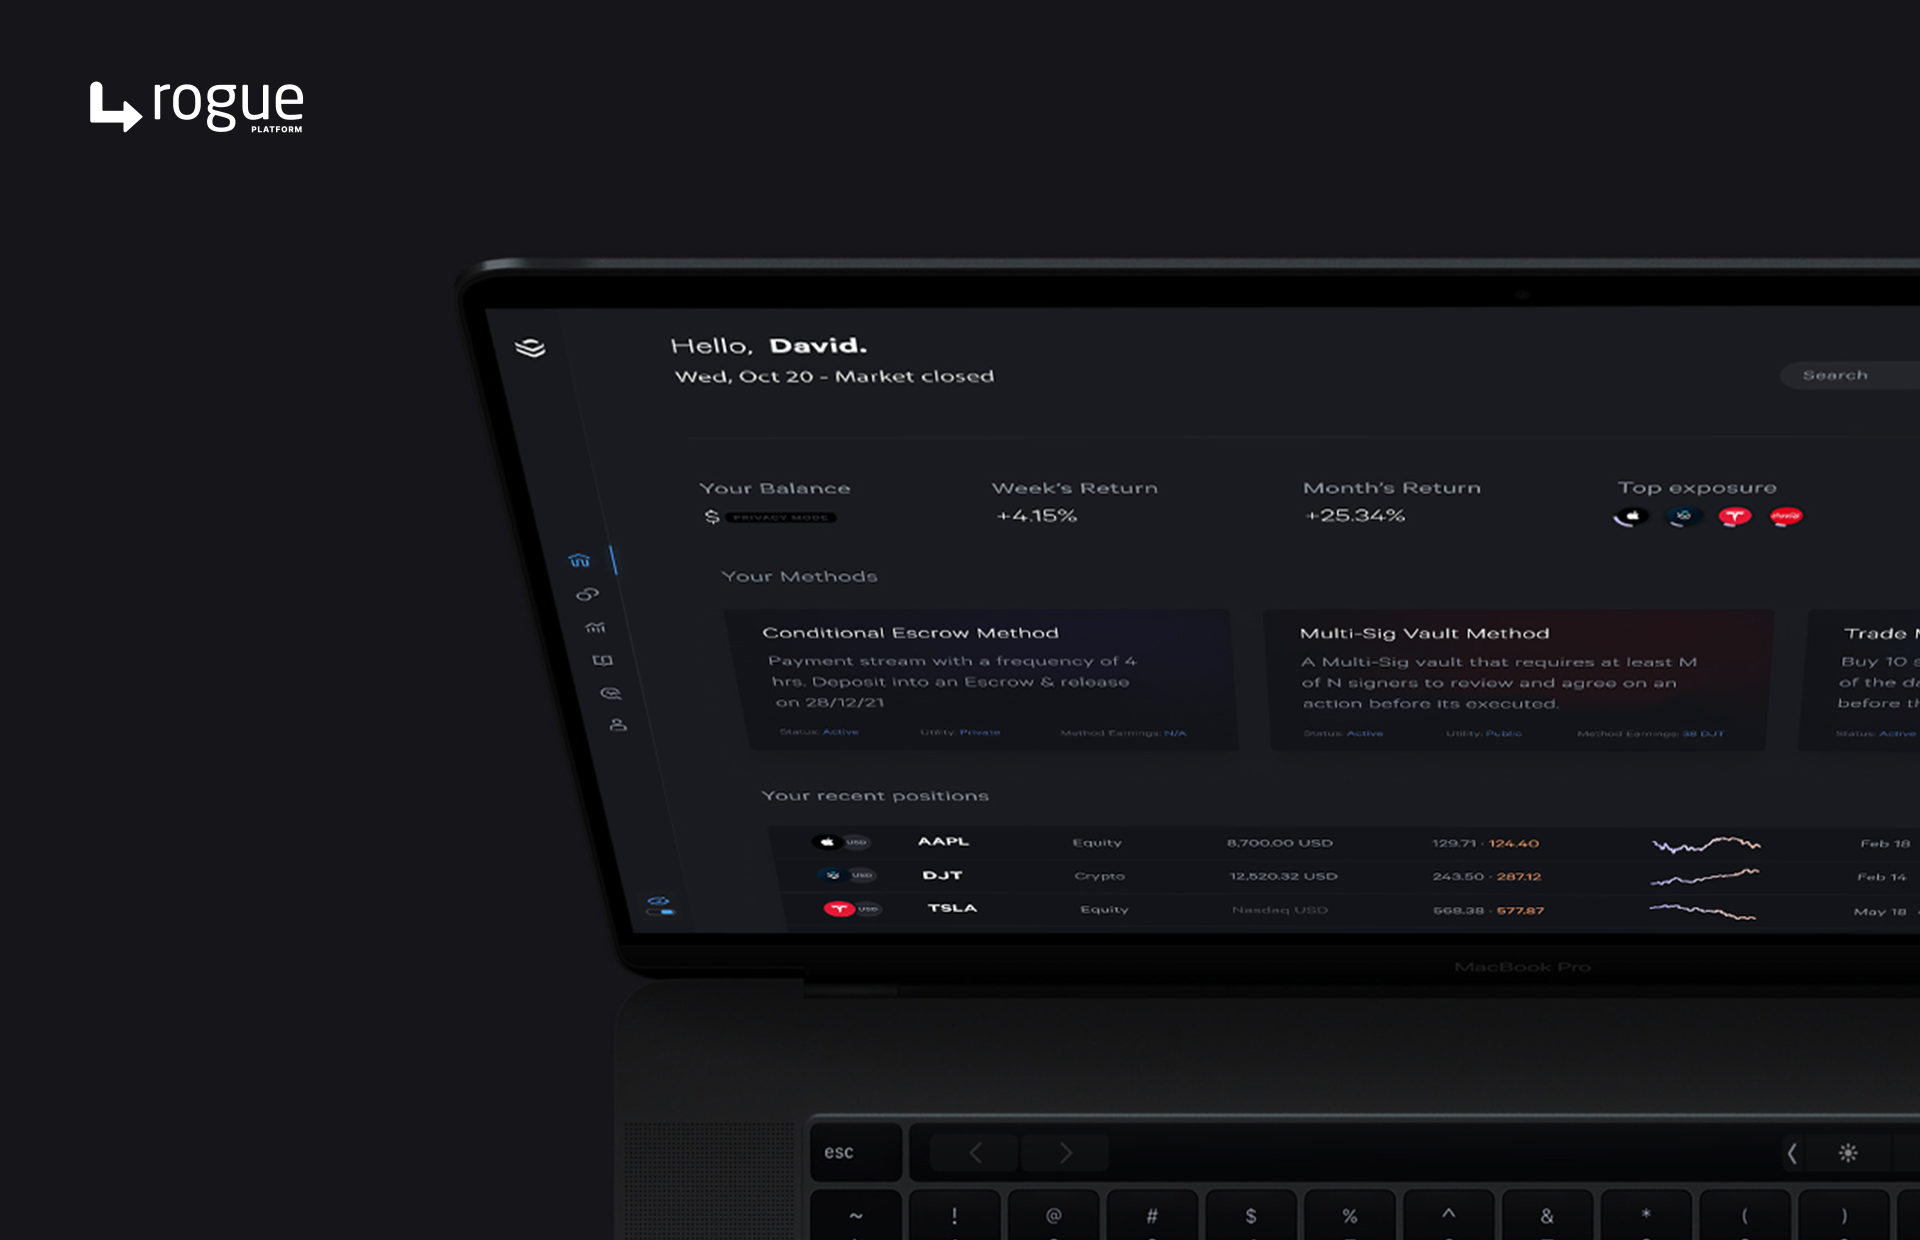 rogue
PLATFORM
Hello, David.
Wed, Oct 20 - Market closed
Search
Your Balance
Week's Return
Month's Return
Top exposure
$ PRIVACY MODE
+4.15%
+25.34%
Your Methods
Conditional Escrow Method
Payment stream with a frequency of 4
hrs. Deposit into an Escrow & release
on 28/12/21
Status: Active Utility: Private Method Earnings: N/A
Multi-Sig Vault Method
A Multi-Sig vault that requires at least M
of N signers to review and agree on an
action before its executed.
Status: Active Utility: Public Method Earnings: 38 DJT
Trade
Buy 10
of the
before
Status: Active
Your recent positions
USD AAPL Equity 8,700.00 USD 129.71 · 124.40 Feb 18
USD DJT Crypto 12,520.32 USD 243.50 · 287.12 Feb 14
USD TSLA Equity Nasdaq USD 568.38 · 577.87 May 18
MacBook Pro
esc
~ ! @ # $ % ^ & * ( )